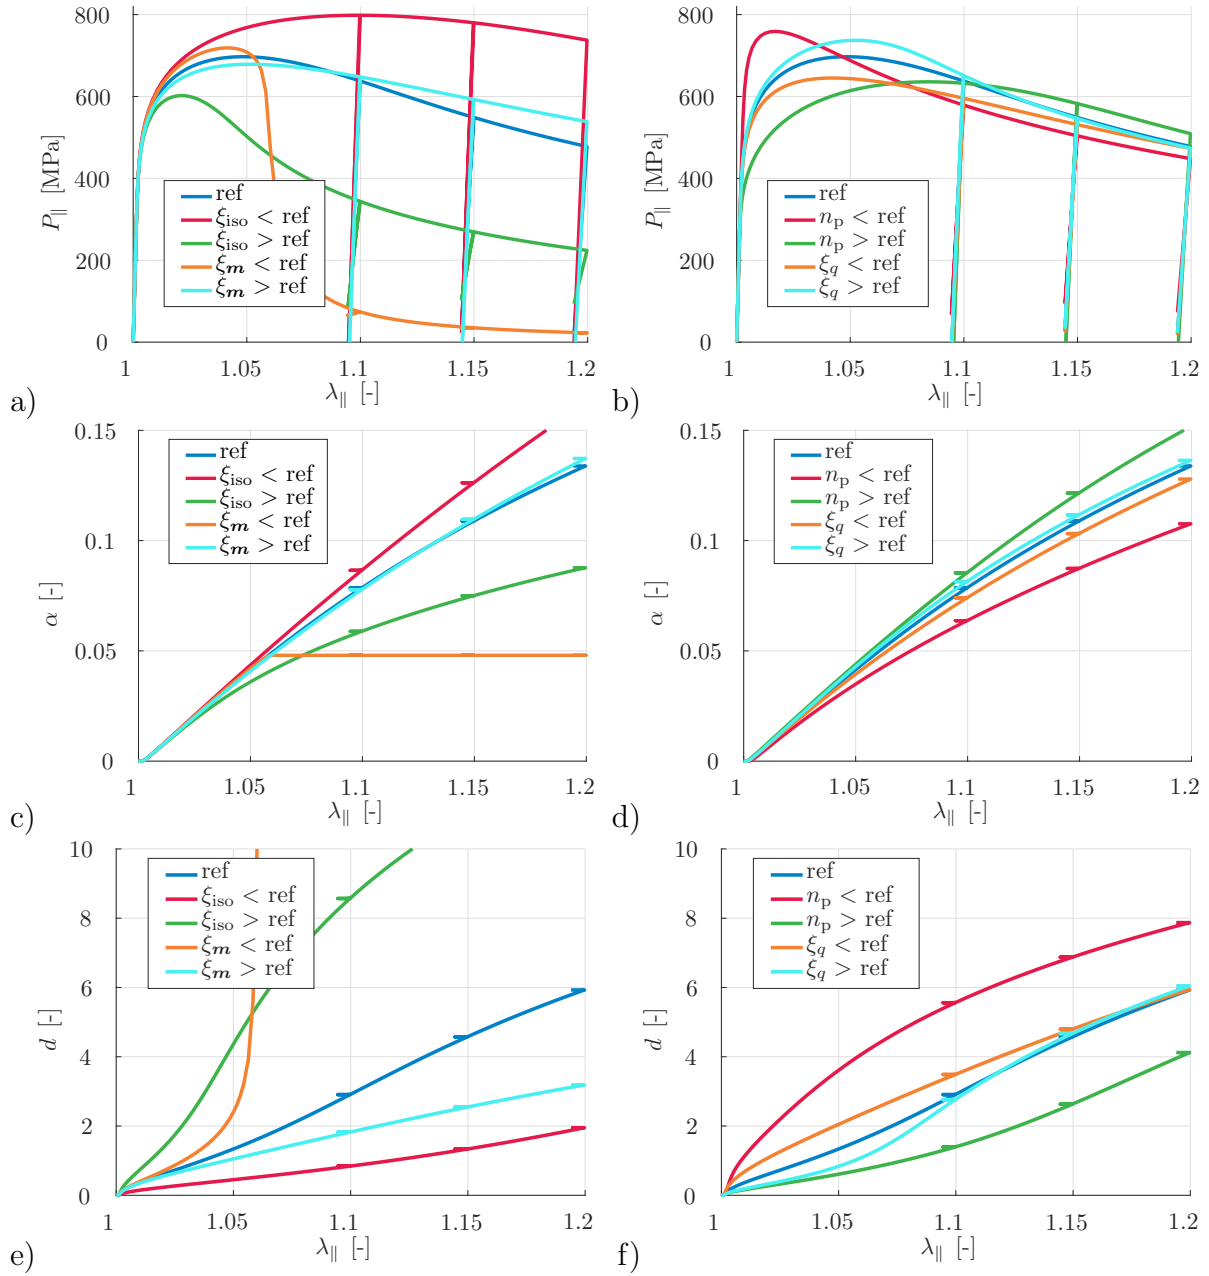 800
600
400
200
0
P∥ [MPa]
ref
ξiso < ref
ξiso > ref
ξm < ref
ξm > ref
1
1.05
1.1
1.15
1.2
λ∥ [-]
a)
800
600
400
200
0
P∥ [MPa]
ref
np < ref
np > ref
ξq < ref
ξq > ref
1
1.05
1.1
1.15
1.2
λ∥ [-]
b)
0.15
0.1
0.05
0
α [-]
ref
ξiso < ref
ξiso > ref
ξm < ref
ξm > ref
1
1.05
1.1
1.15
1.2
λ∥ [-]
c)
0.15
0.1
0.05
0
α [-]
ref
np < ref
np > ref
ξq < ref
ξq > ref
1
1.05
1.1
1.15
1.2
λ∥ [-]
d)
10
8
6
4
2
0
d [-]
ref
ξiso < ref
ξiso > ref
ξm < ref
ξm > ref
1
1.05
1.1
1.15
1.2
λ∥ [-]
e)
10
8
6
4
2
0
d [-]
ref
np < ref
np > ref
ξq < ref
ξq > ref
1
1.05
1.1
1.15
1.2
λ∥ [-]
f)